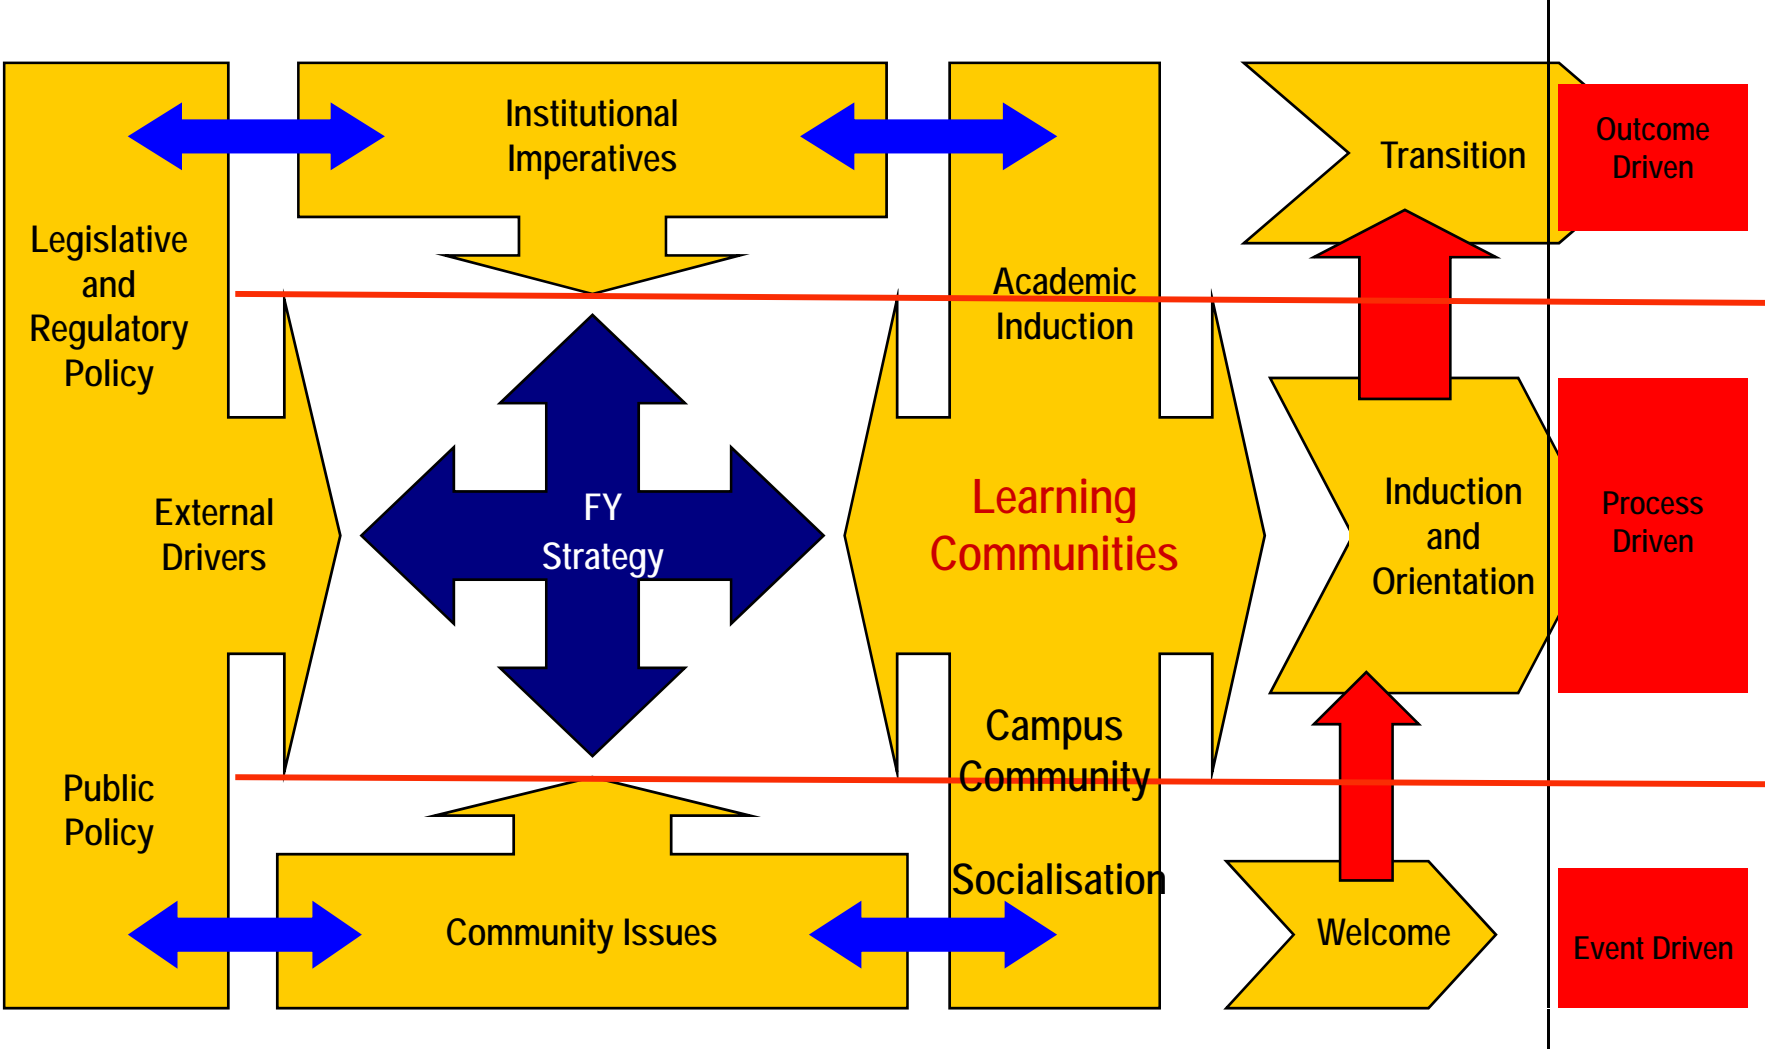 Institutional
Imperatives
Transition
Outcome
Driven
Legislative
and
Regulatory
Policy
Academic
Induction
External
Drivers
FY
Strategy
Learning
Communities
Induction
and
Orientation
Process
Driven
Public
Policy
Campus
Community
Socialisation
Community Issues
Welcome
Event Driven